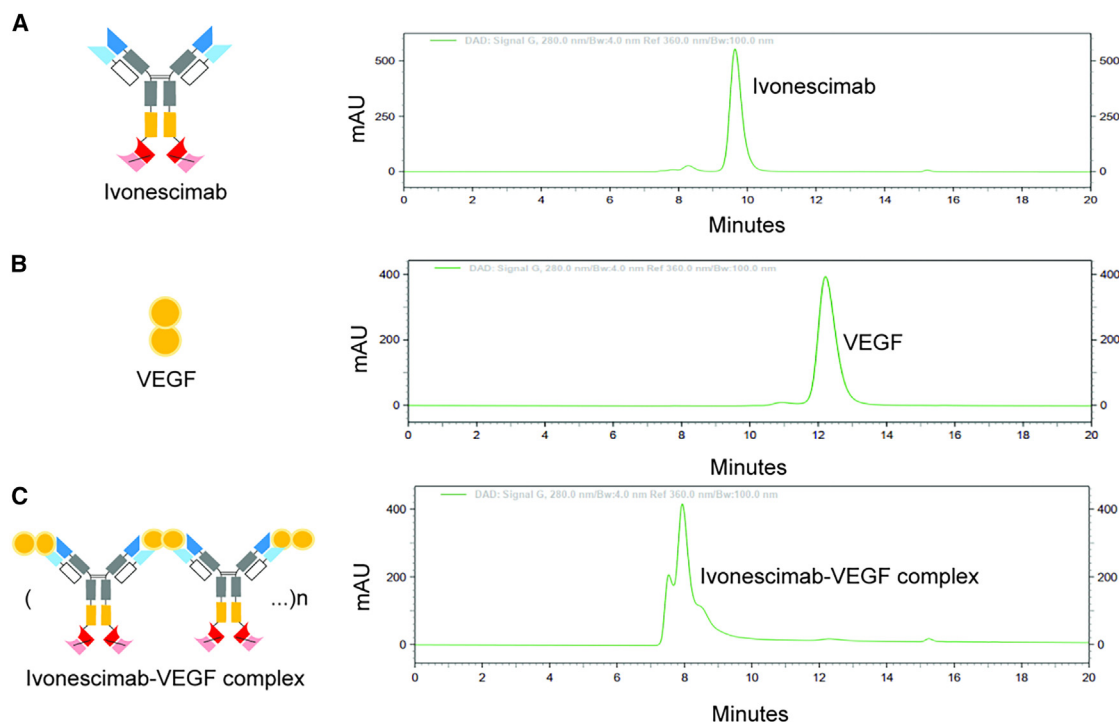 A
DAD: Signal G, 280.0 nm/Bw:4.0 nm Ref 360.0 nm/Bw:100.0 nm
500
250
0
mAU
Ivonescimab
500
250
0
0 2 4 6 8 10 12 14 16 18 20
Minutes
Ivonescimab
B
DAD: Signal G, 280.0 nm/Bw:4.0 nm Ref 360.0 nm/Bw:100.0 nm
400
200
0
mAU
VEGF
400
200
0
0 2 4 6 8 10 12 14 16 18 20
Minutes
VEGF
C
DAD: Signal G, 280.0 nm/Bw:4.0 nm Ref 360.0 nm/Bw:100.0 nm
400
200
0
mAU
Ivonescimab-VEGF complex
400
200
0
0 2 4 6 8 10 12 14 16 18 20
Minutes
( ...)n
Ivonescimab-VEGF complex